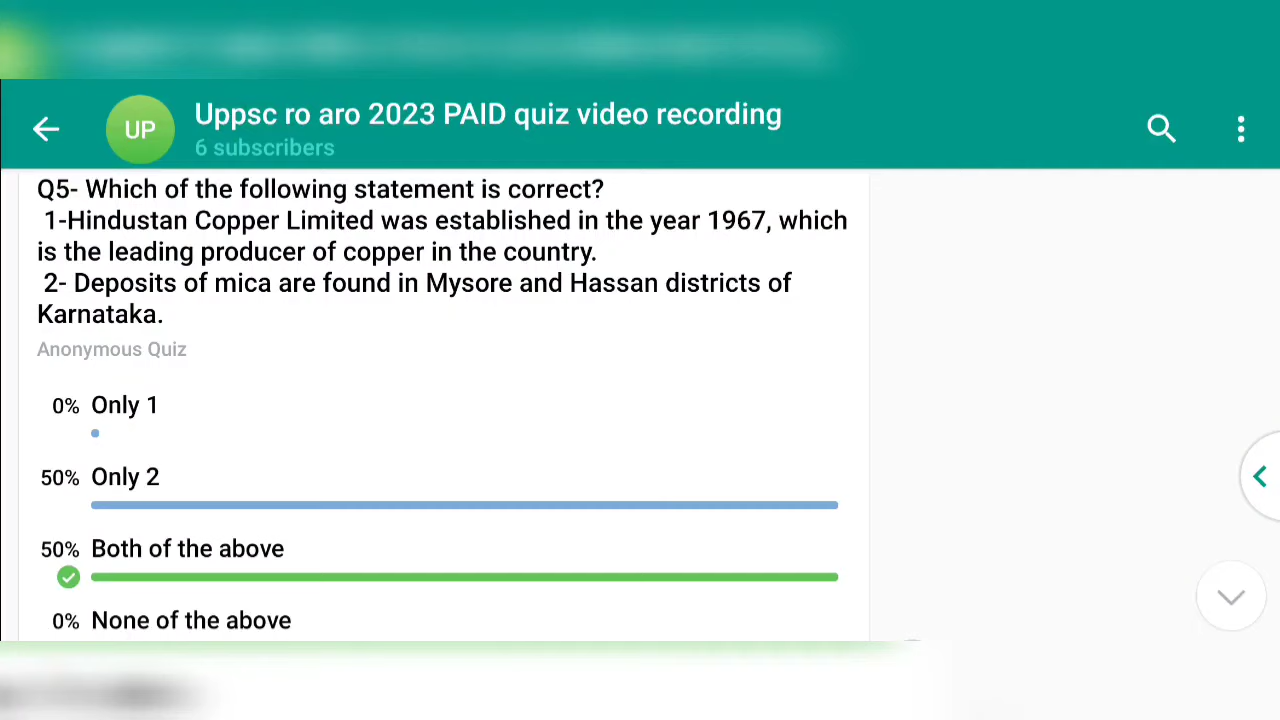 UP
Uppsc ro aro 2023 PAID quiz video recording
6 subscribers
Q5- Which of the following statement is correct?
1-Hindustan Copper Limited was established in the year 1967, which
is the leading producer of copper in the country.
2- Deposits of mica are found in Mysore and Hassan districts of
Karnataka.
Anonymous Quiz
0% Only 1
50% Only 2
50% Both of the above
0% None of the above